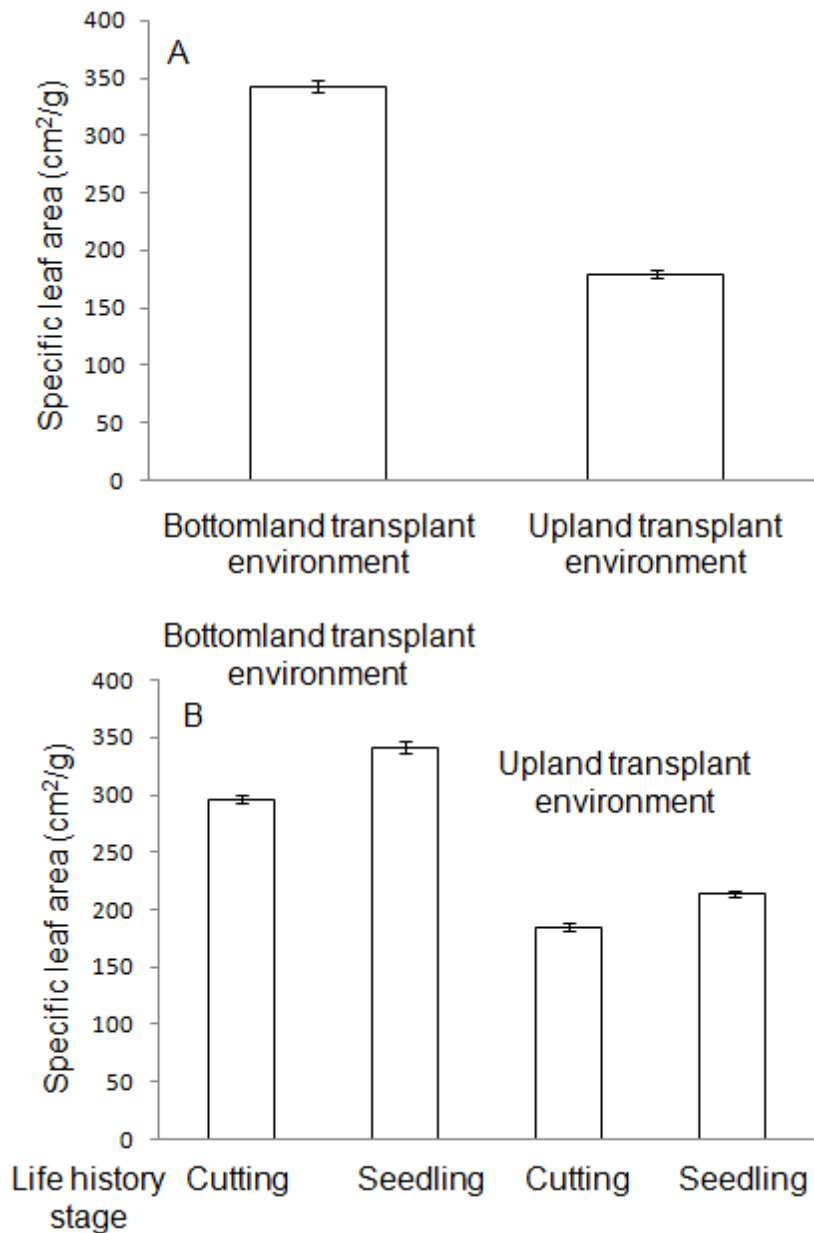 400
A
350
300
250
200
150
100
50
0
Specific leaf area (cm²/g)
Bottomland transplant
environment
Upland transplant
environment
Bottomland transplant
environment
400
B
350
Upland transplant
environment
300
250
200
150
100
50
0
Specific leaf area (cm²/g)
Life history
stage
Cutting
Seedling
Cutting
Seedling